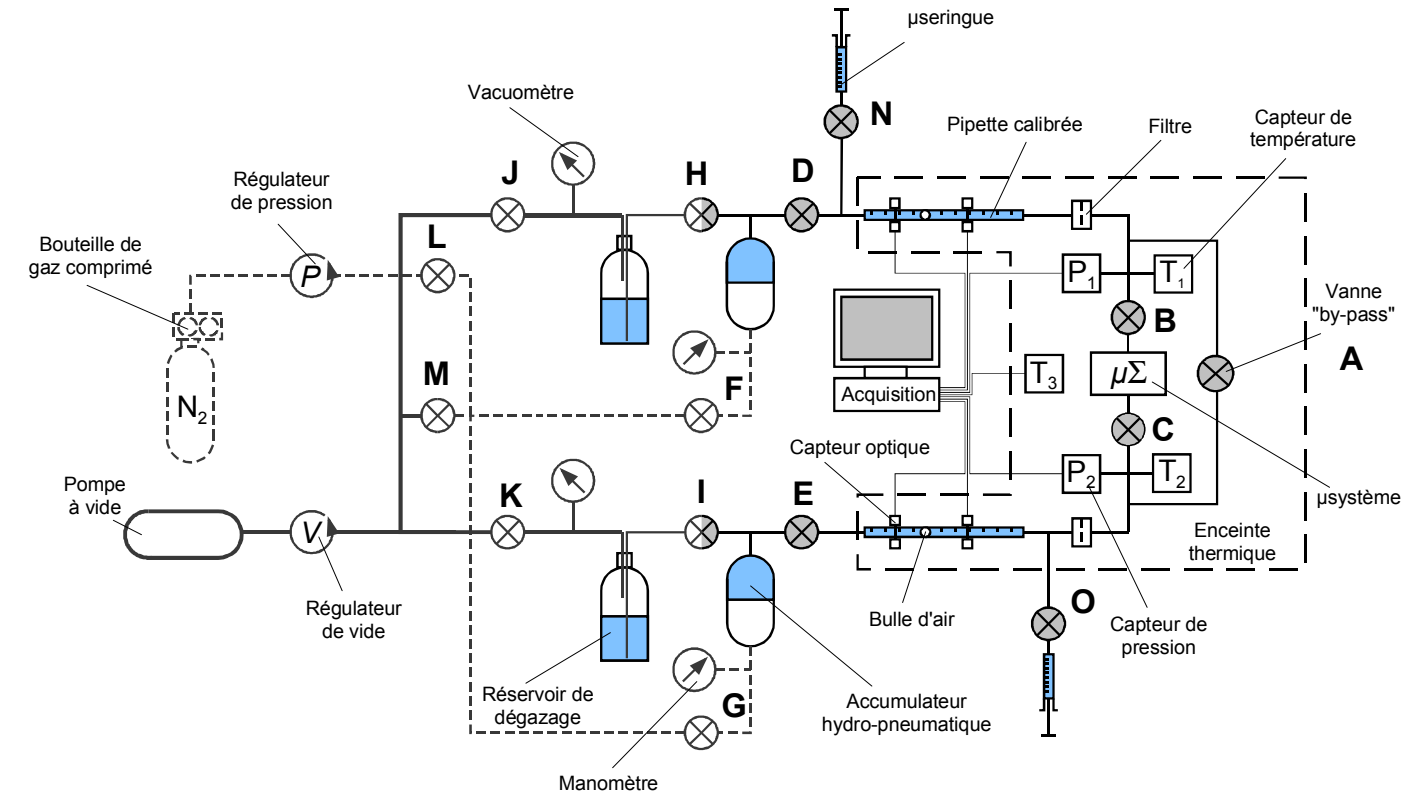 µseringue
Vacuomètre
N
Pipette calibrée
Filtre
Capteur de
température
J
H
D
Régulateur
de pression
L
Bouteille de
gaz comprimé
P
P1
T1
Vanne
"by-pass"
B
A
M
F
T3
µΣ
Acquisition
N2
C
Capteur optique
P2
T2
Pompe
à vide
K
I
E
µsystème
V
Enceinte
thermique
Régulateur
de vide
Bulle d'air
O
Capteur de
pression
Réservoir de
dégazage
G
Accumulateur
hydro-pneumatique
Manomètre